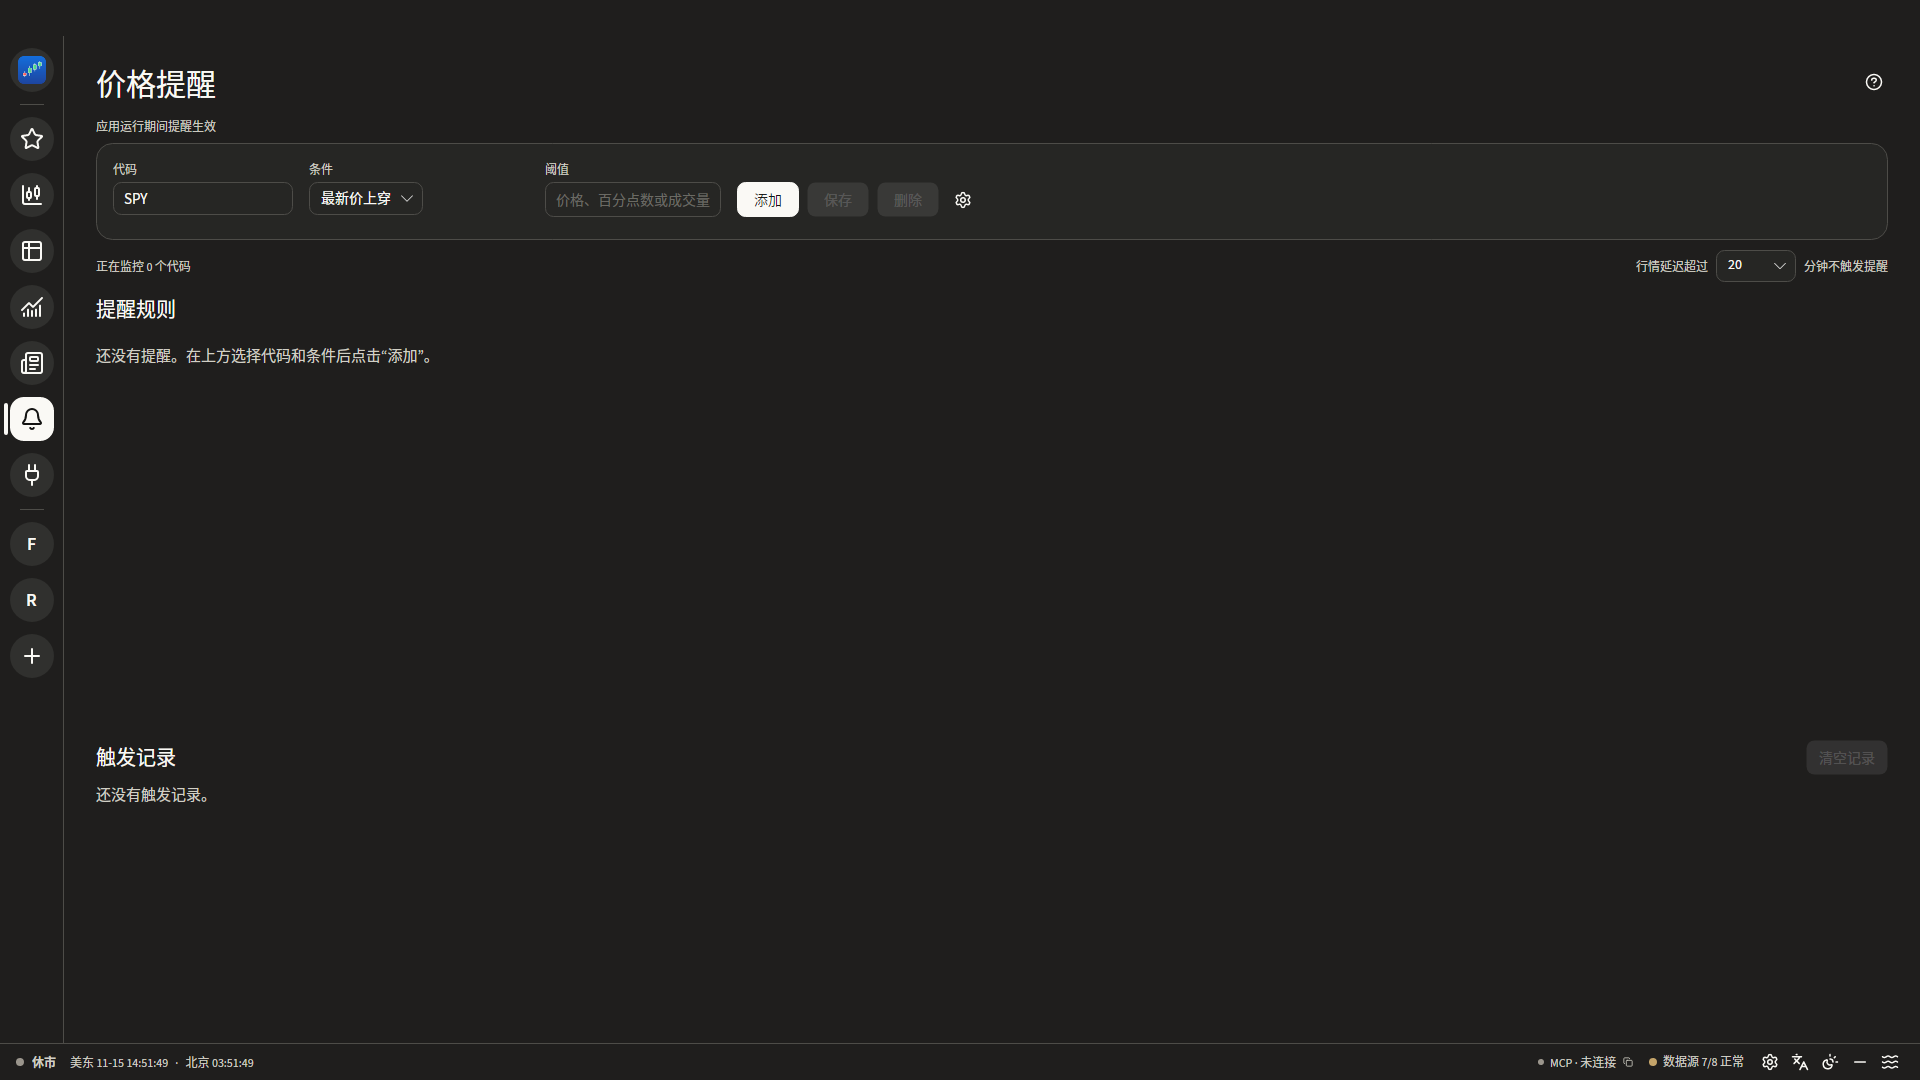 价格提醒
应用运行期间提醒生效
代码 条件 阈值
SPY 最新价上穿 价格、百分点数或成交量 添加 保存 删除
正在监控 0 个代码 行情延迟超过 20 分钟不触发提醒
提醒规则
还没有提醒。在上方选择代码和条件后点击“添加”。
F
R
触发记录 清空记录
还没有触发记录。
休市 美东 11-15 14:51:49 · 北京 03:51:49 MCP · 未连接 数据源 7/8 正常